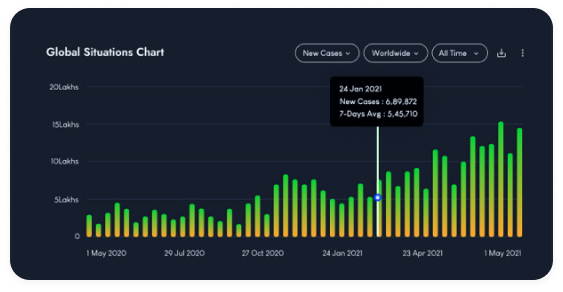 Global Situations Chart
New Cases
Worldwide
All Time
20Lakhs
24 Jan 2021
New Cases : 6,89,872
7-Days Avg : 5,45,710
15Lakhs
10Lakhs
5Lakhs
0
1 May 2020
29 Jul 2020
27 Oct 2020
24 Jan 2021
23 Apr 2021
1 May 2021